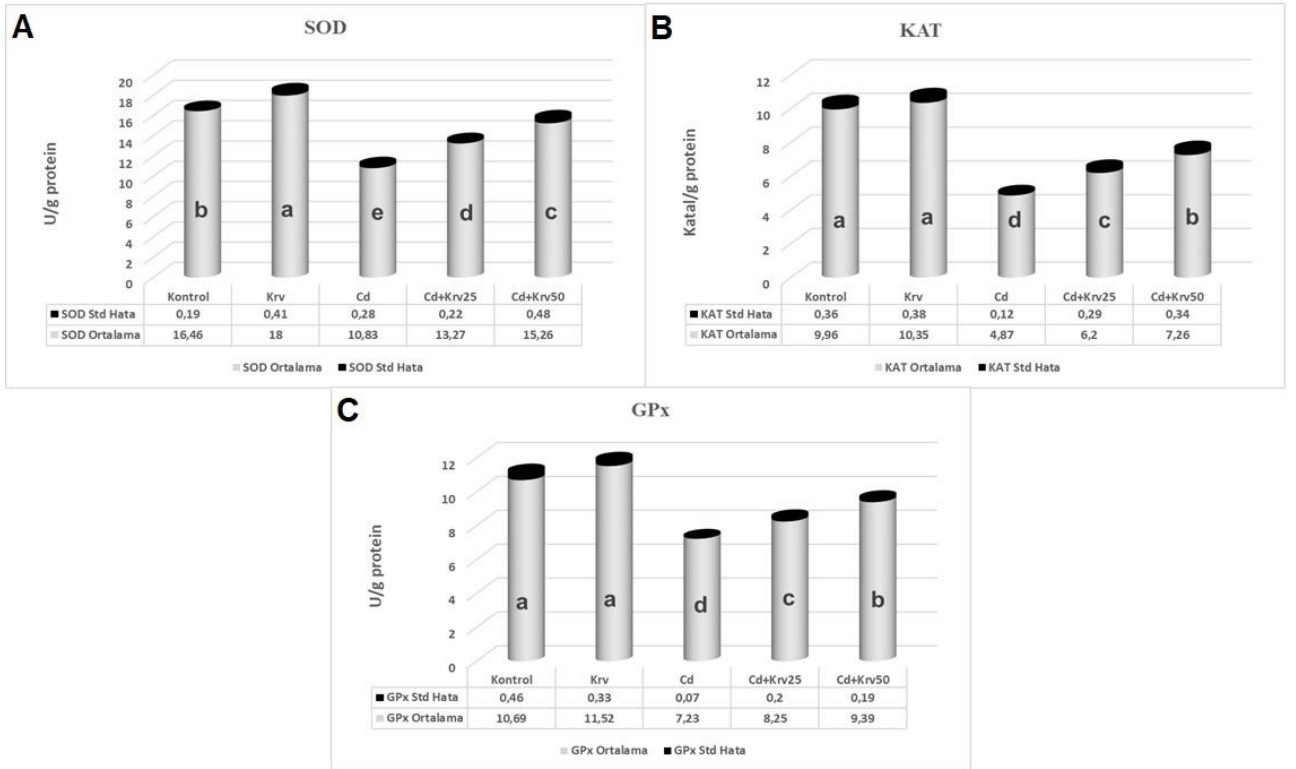 A
SOD
U/g protein
20
18
16
14
12
10
8
6
4
2
0
b a e d c
Kontrol Krv Cd Cd+Krv25 Cd+Krv50
SOD Std Hata 0,19 0,41 0,28 0,22 0,48
SOD Ortalama 16,46 18 10,83 13,27 15,26
SOD Ortalama SOD Std Hata
B
KAT
Katal/g protein
12
10
8
6
4
2
0
a a d c b
Kontrol Krv Cd Cd+Krv25 Cd+Krv50
KAT Std Hata 0,36 0,38 0,12 0,29 0,34
KAT Ortalama 9,96 10,35 4,87 6,2 7,26
KAT Ortalama KAT Std Hata
C
GPx
U/g protein
12
10
8
6
4
2
0
a a d c b
Kontrol Krv Cd Cd+Krv25 Cd+Krv50
GPx Std Hata 0,46 0,33 0,07 0,2 0,19
GPx Ortalama 10,69 11,52 7,23 8,25 9,39
GPx Ortalama GPx Std Hata